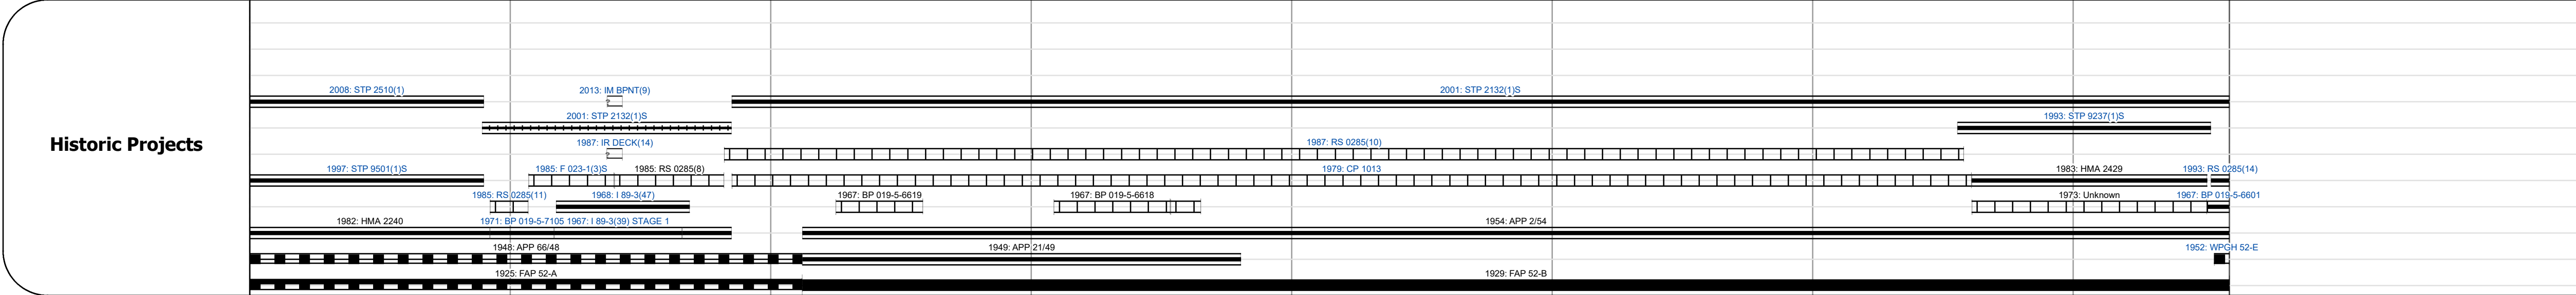 Historic Projects
2008: STP 2510(1)
2013: IM BPNT(9)
2001: STP 2132(1)S
2001: STP 2132(1)S
1993: STP 9237(1)S
1987: IR DECK(14)
1987: RS 0285(10)
1997: STP 9501(1)S
1985: F 023-1(3)S
1985: RS 0285(8)
1979: CP 1013
1983: HMA 2429
1993: RS 0285(14)
1985: RS 0285(11)
1968: I 89-3(47)
1967: BP 019-5-6619
1967: BP 019-5-6618
1973: Unknown
1967: BP 019-5-6601
1982: HMA 2240
1971: BP 019-5-7105
1967: I 89-3(39) STAGE 1
1954: APP 2/54
1948: APP 66/48
1949: APP 21/49
1952: WPGH 52-E
1925: FAP 52-A
1929: FAP 52-B